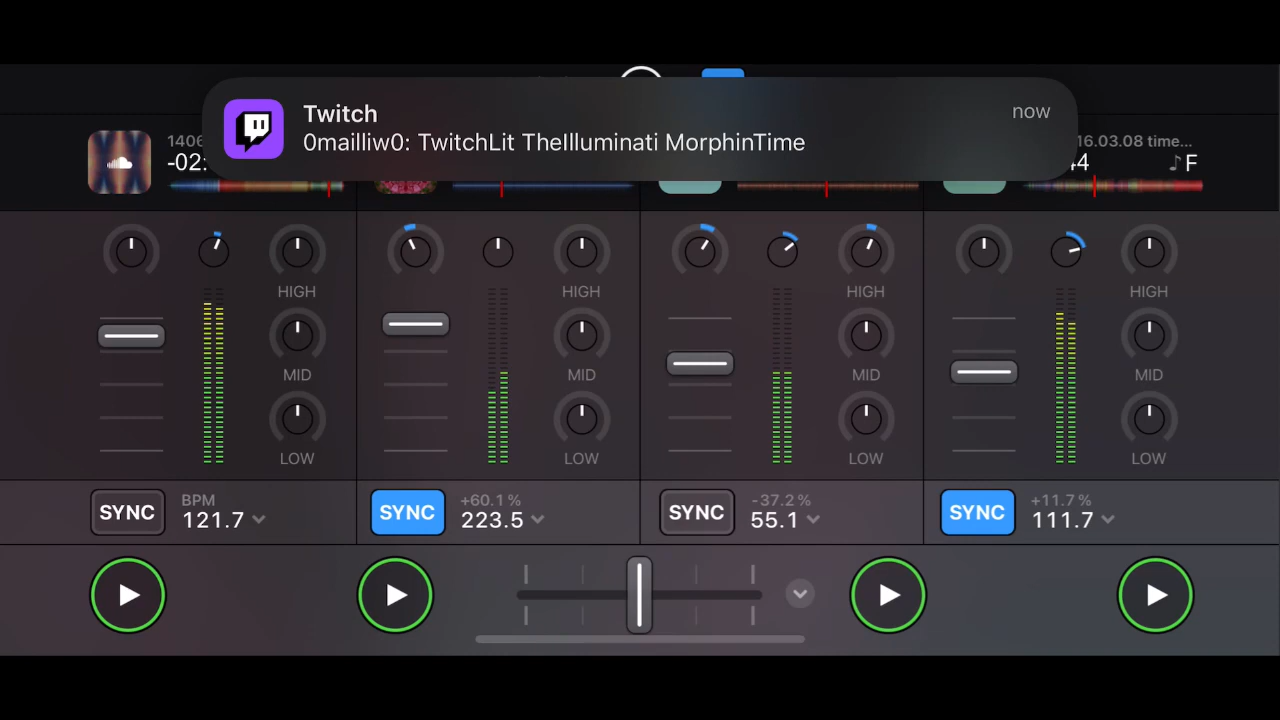 Twitch
now
0mailliw0: TwitchLit TheIlluminati MorphinTime
1406
16.03.08 time...
-02:
44
F
HIGH
HIGH
HIGH
HIGH
MID
MID
MID
MID
LOW
LOW
LOW
LOW
SYNC
BPM
121.7
SYNC
+60.1 %
223.5
SYNC
-37.2 %
55.1
SYNC
+11.7 %
111.7